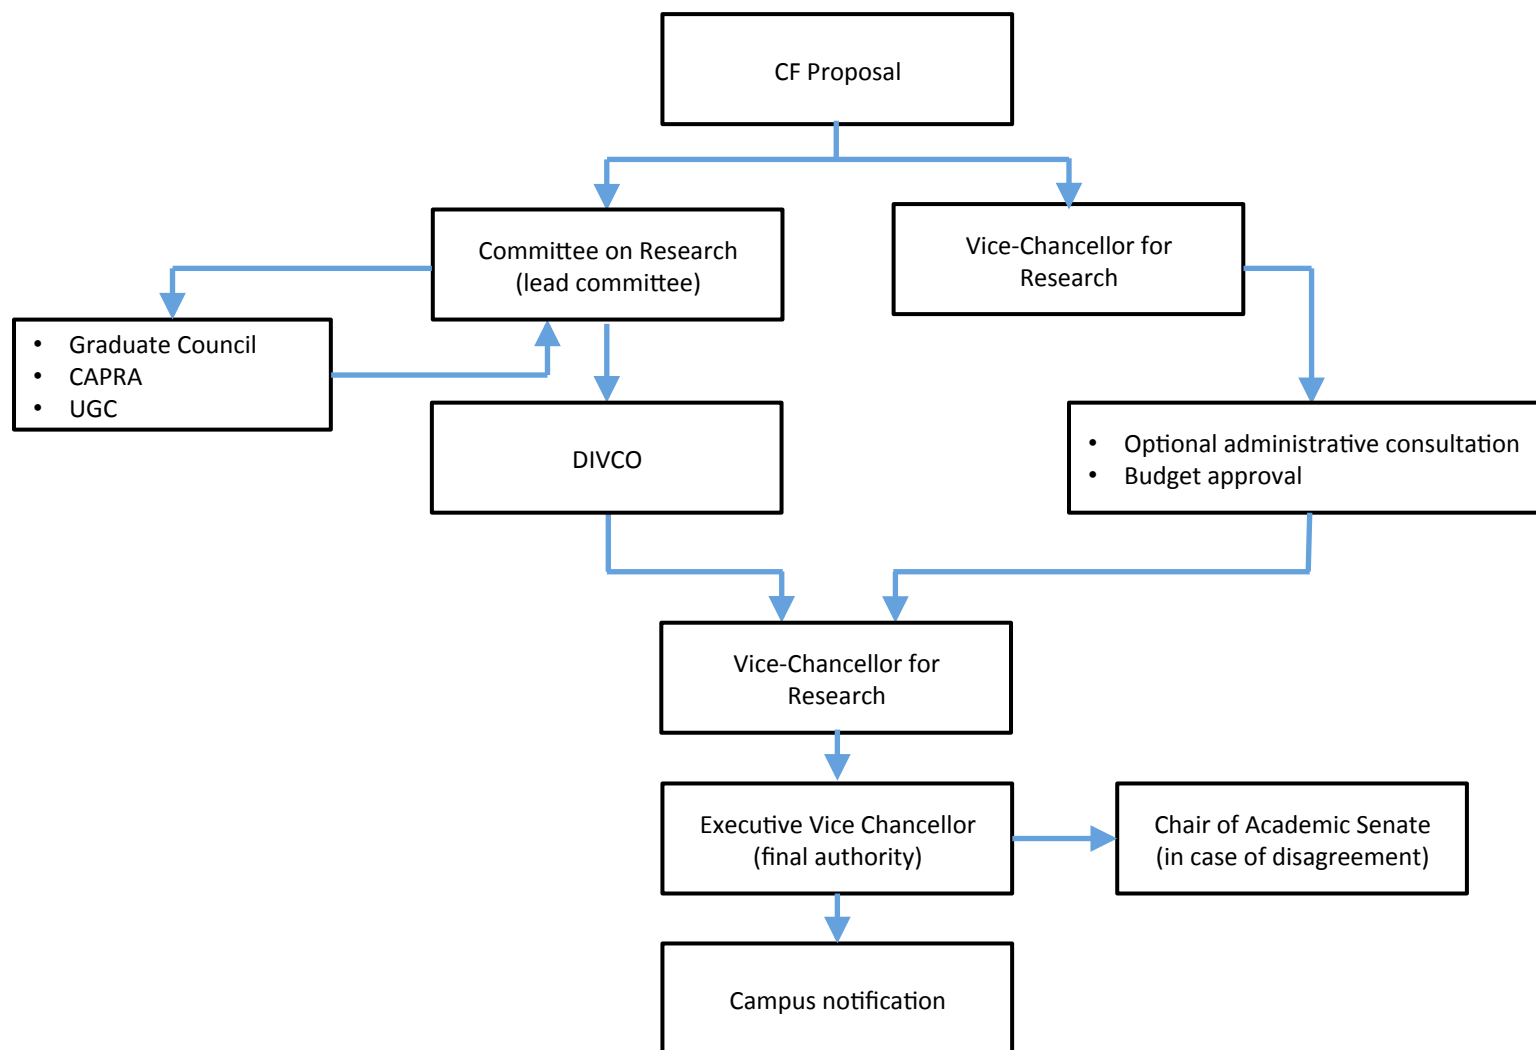 CF Proposal
Committee on Research
(lead committee)
Vice-Chancellor for
Research
• Graduate Council
• CAPRA
• UGC
DIVCO
• Optional administrative consultation
• Budget approval
Vice-Chancellor for
Research
Executive Vice Chancellor
(final authority)
Chair of Academic Senate
(in case of disagreement)
Campus notification